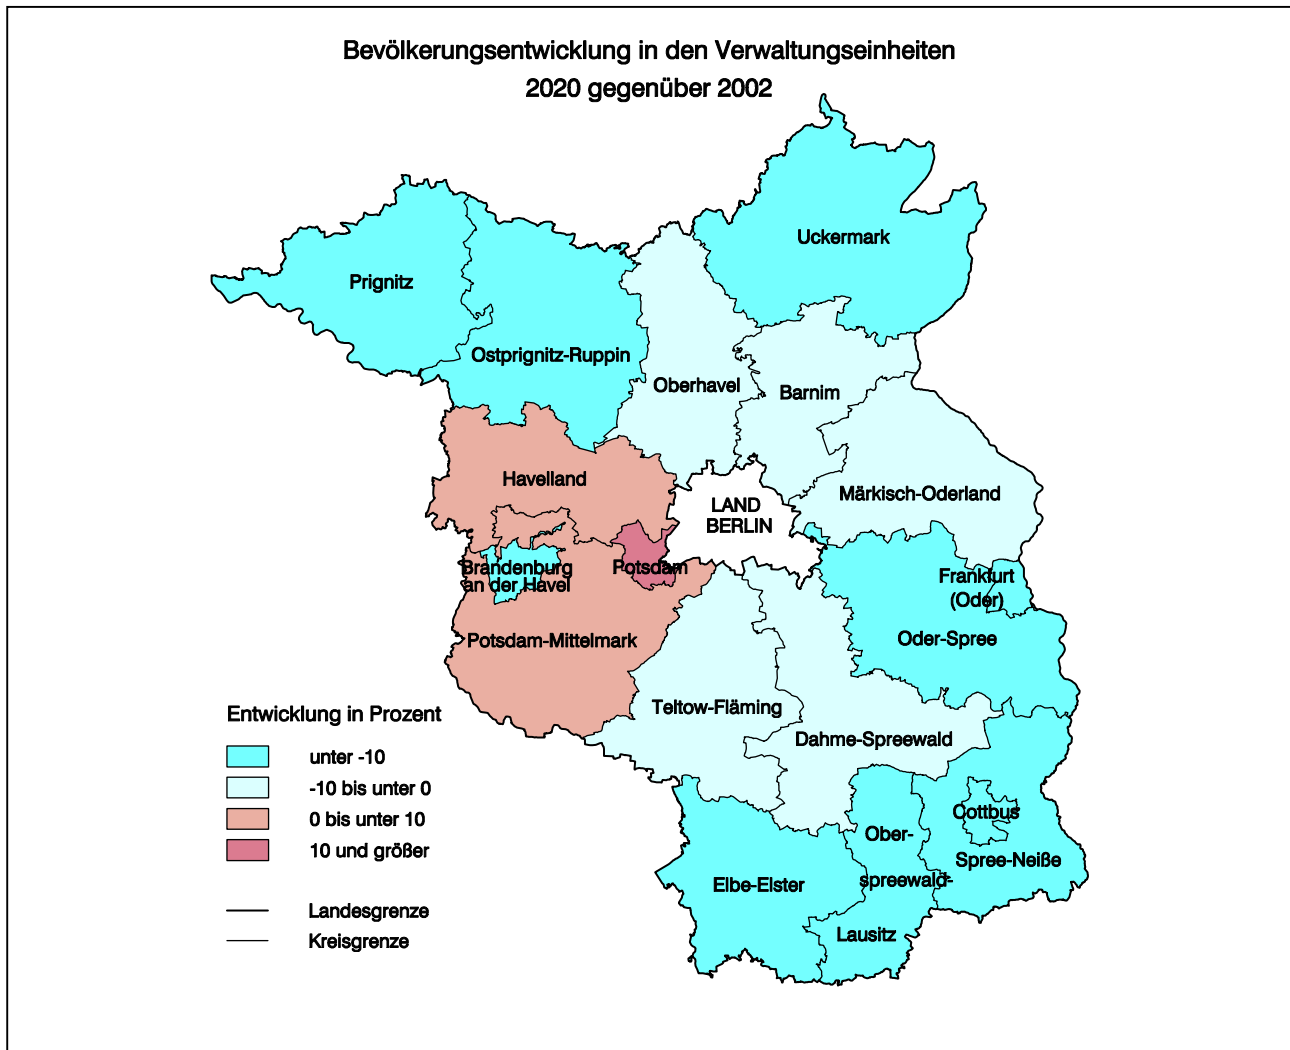 Bevölkerungsentwicklung in den Verwaltungseinheiten
2020 gegenüber 2002
Uckermark
Prignitz
Ostprignitz-Ruppin
Oberhavel
Barnim
Havelland
Märkisch-Oderland
LAND
BERLIN
Brandenburg
an der Havel
Potsdam
Frankfurt
(Oder)
Oder-Spree
Potsdam-Mittelmark
Teltow-Fläming
Dahme-Spreewald
Cottbus
Ober-
spreewald-
Lausitz
Spree-Neiße
Elbe-Elster
Entwicklung in Prozent
unter -10
-10 bis unter 0
0 bis unter 10
10 und größer
Landesgrenze
Kreisgrenze